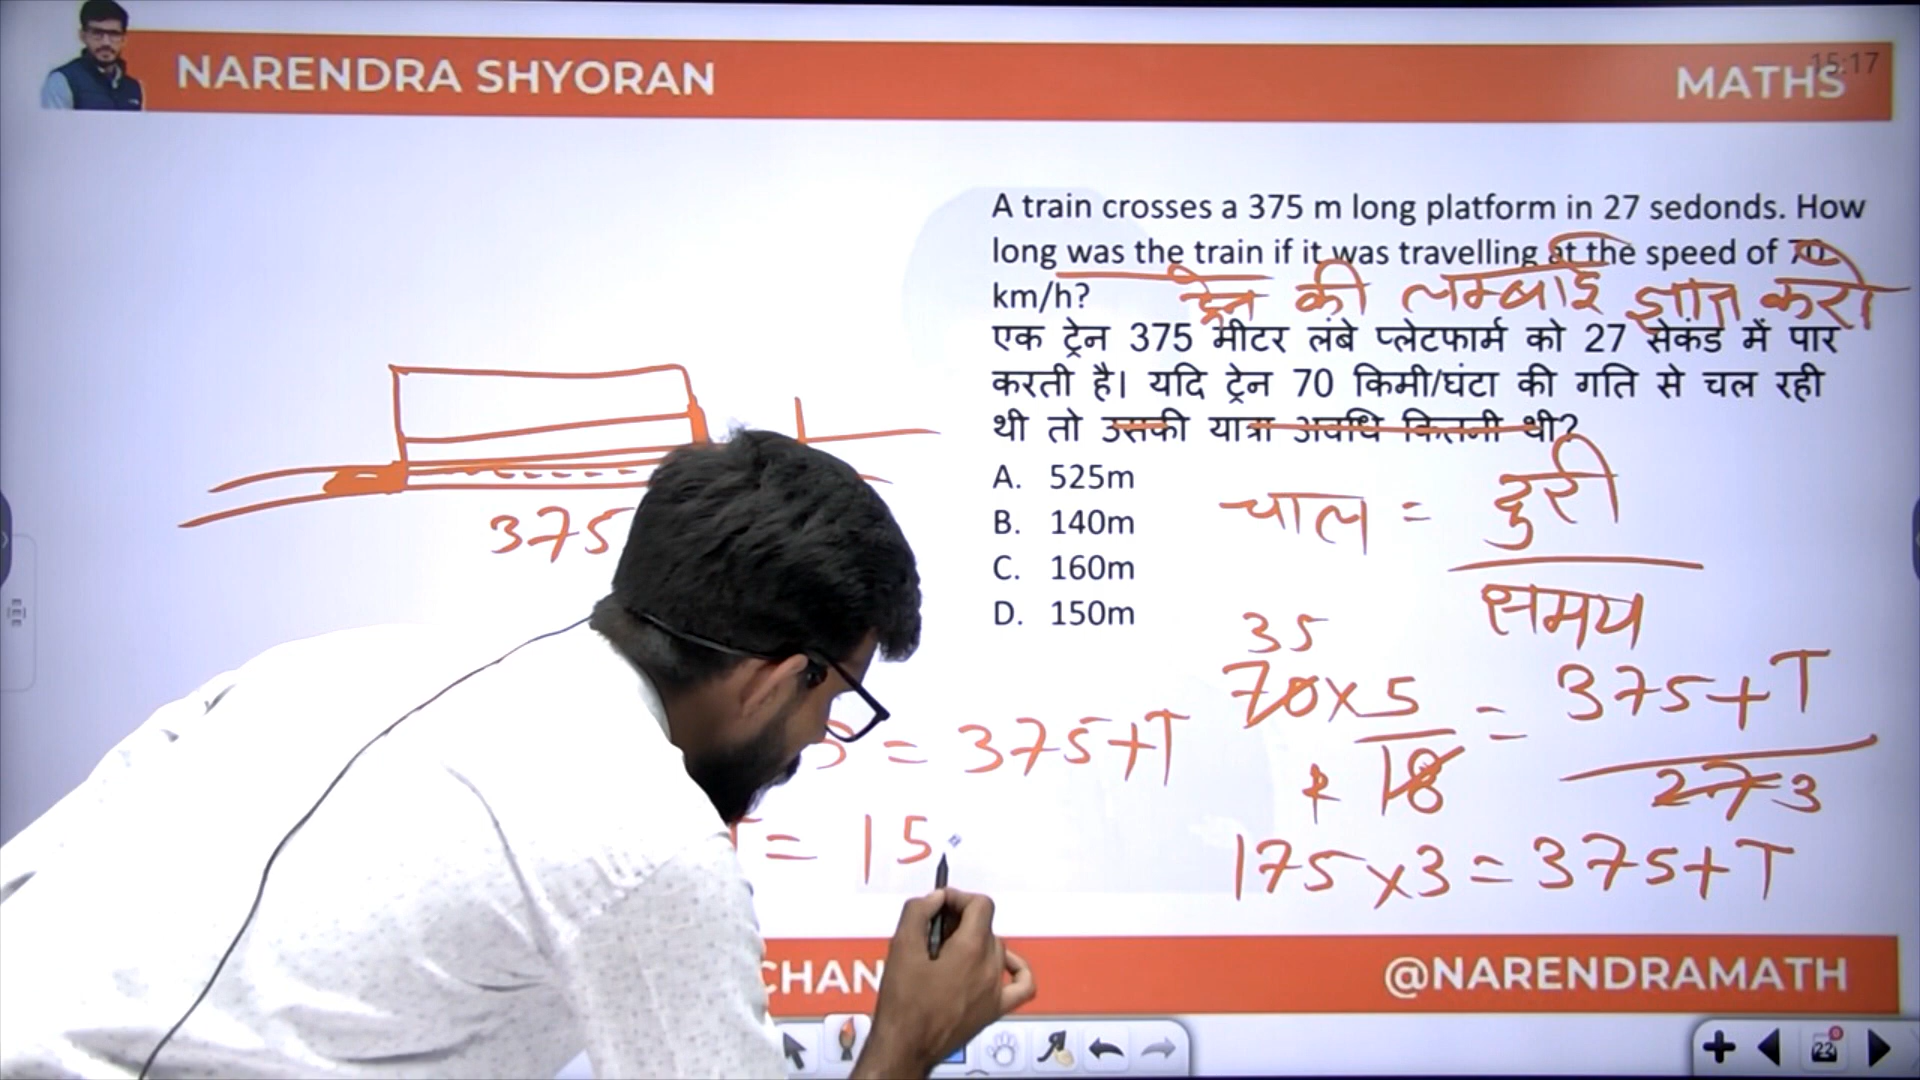 NARENDRA SHYORAN
MATHS
15:17
A train crosses a 375 m long platform in 27 sedonds. How
long was the train if it was travelling at the speed of 70
km/h?
ट्रेन की लम्बाई ज्ञात करो
एक ट्रेन 375 मीटर लंबे प्लेटफार्म को 27 सेकंड में पार
करती है। यदि ट्रेन 70 किमी/घंटा की गति से चल रही
थी तो उसकी यात्रा अवधि कितनी थी?
A. 525m
B. 140m
C. 160m
D. 150m
375
चाल = दुरी
समय
35
70×5 = 375+T
18 27 3
175×3 = 375+T
= 375+T
= 15
CHAN
@NARENDRAMATH
22